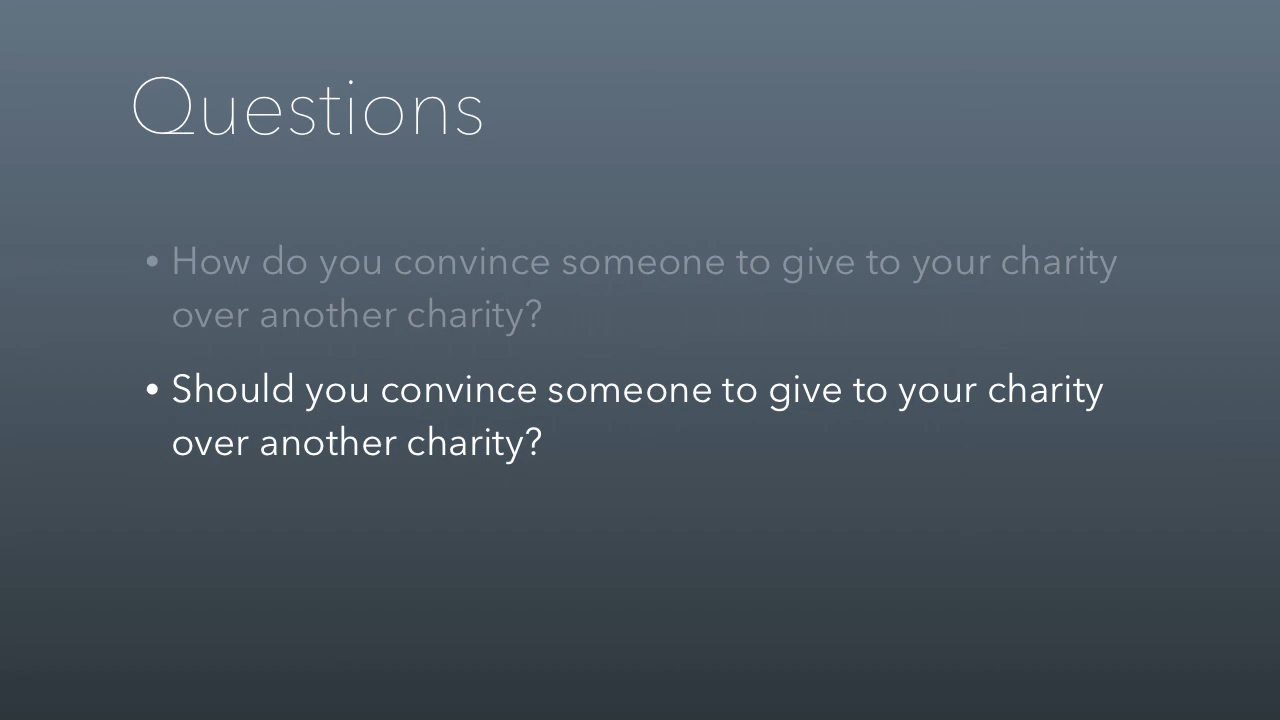 Questions
• How do you convince someone to give to your charity
over another charity?
• Should you convince someone to give to your charity
over another charity?